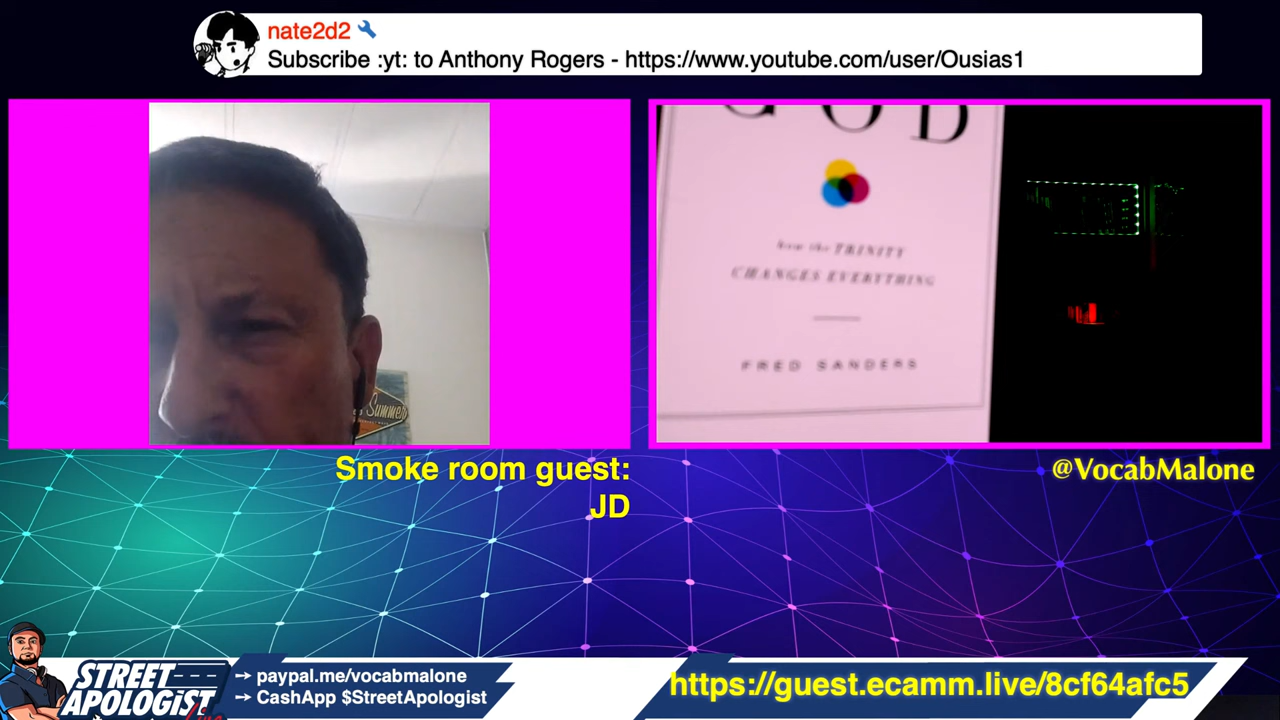 nate2d2
Subscribe :yt: to Anthony Rogers - https://www.youtube.com/user/Ousias1
GOD
how the TRINITY
CHANGES EVERYTHING
FRED SANDERS
Summer
Smoke room guest:
JD
@VocabMalone
STREET
APOLOGIST
→ paypal.me/vocabmalone
→ CashApp $StreetApologist
https://guest.ecamm.live/8cf64afc5